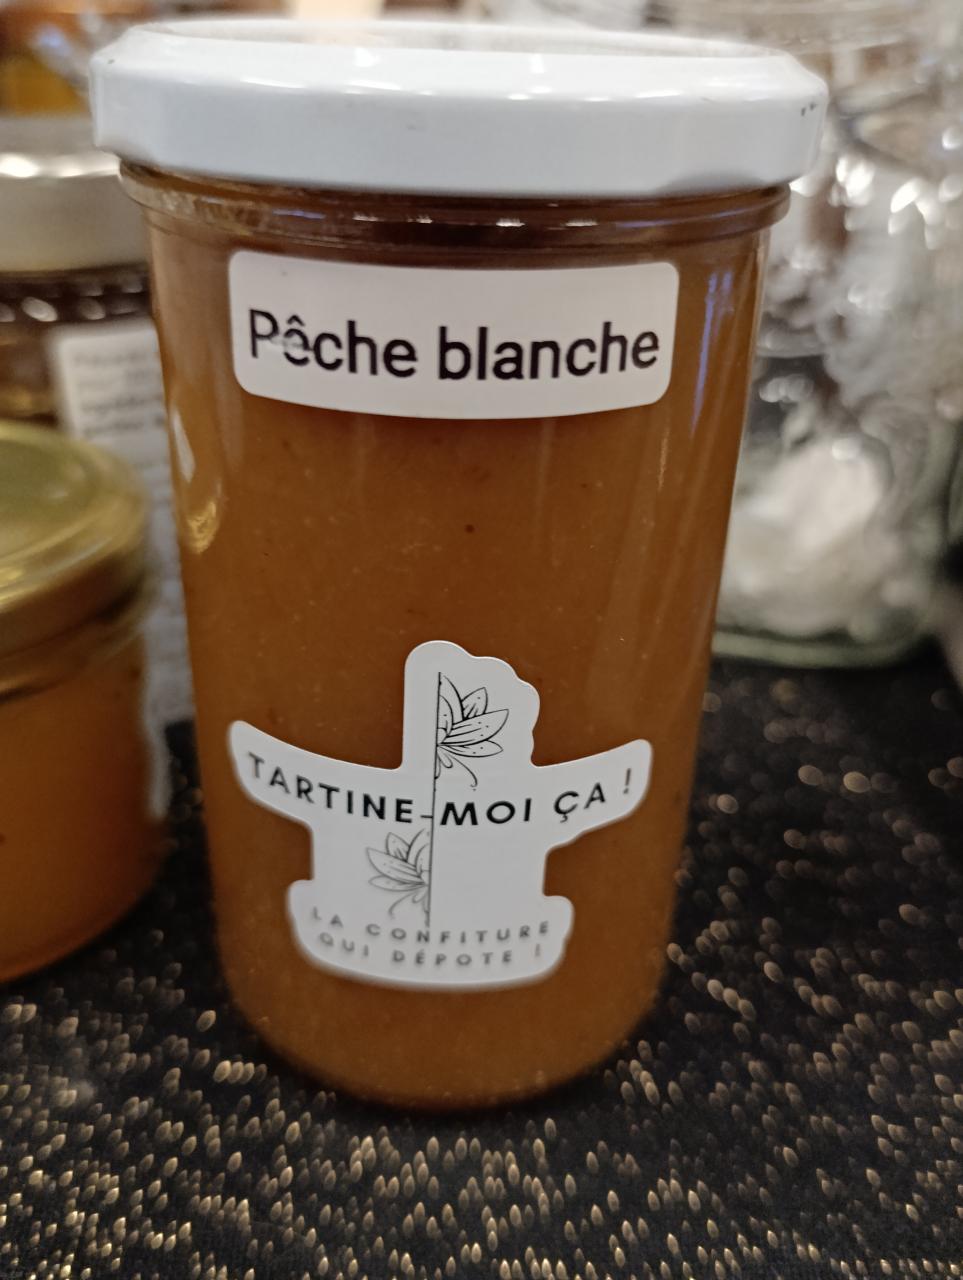 Pêche blanche
TARTINE-MOI ÇA !
LA CONFITURE
QUI DÉPOTE !